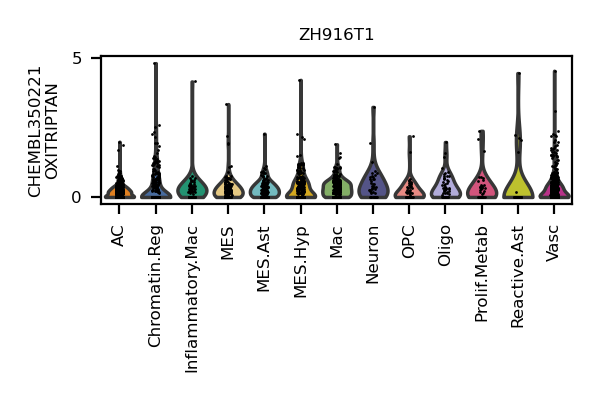 ZH916T1
CHEMBL350221
OXITRIPTAN
5
0
AC
Chromatin.Reg
Inflammatory.Mac
MES
MES.Ast
MES.Hyp
Mac
Neuron
OPC
Oligo
Prolif.Metab
Reactive.Ast
Vasc